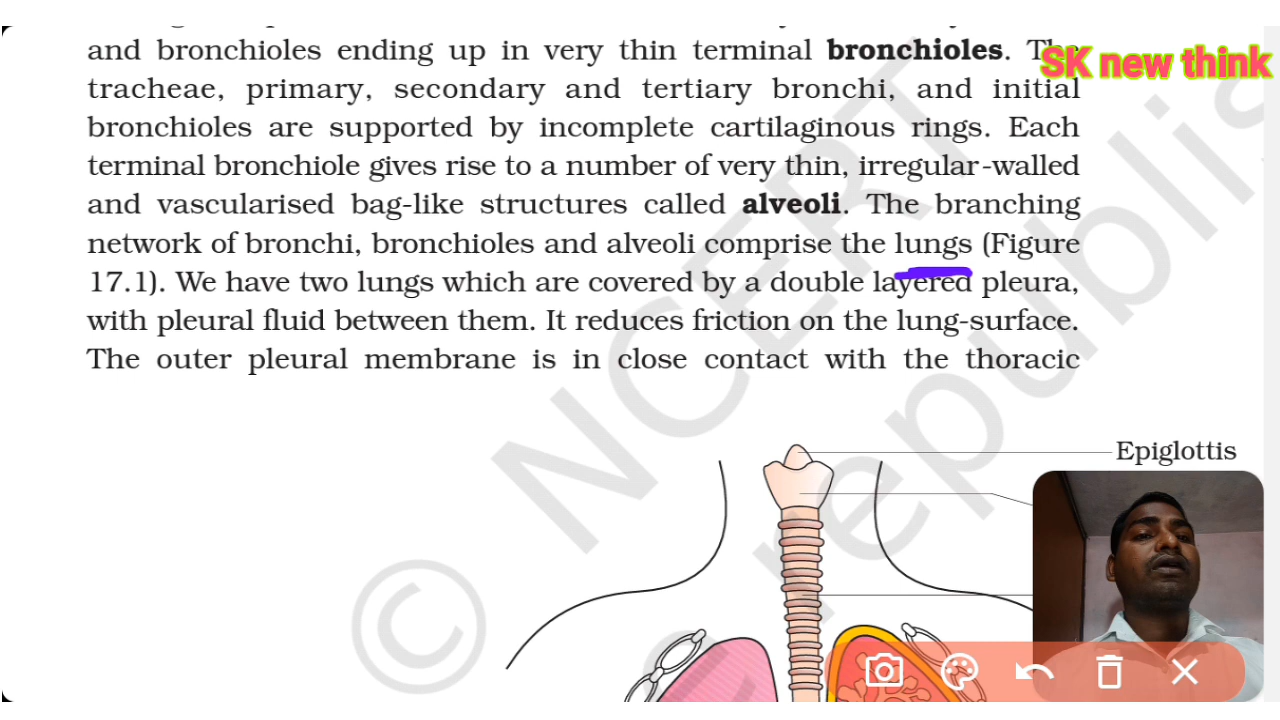 and bronchioles ending up in very thin terminal bronchioles. The
SK new think
tracheae, primary, secondary and tertiary bronchi, and initial
bronchioles are supported by incomplete cartilaginous rings. Each
terminal bronchiole gives rise to a number of very thin, irregular-walled
and vascularised bag-like structures called alveoli. The branching
network of bronchi, bronchioles and alveoli comprise the lungs (Figure
17.1). We have two lungs which are covered by a double layered pleura,
with pleural fluid between them. It reduces friction on the lung-surface.
The outer pleural membrane is in close contact with the thoracic
Epiglottis
© NCERT